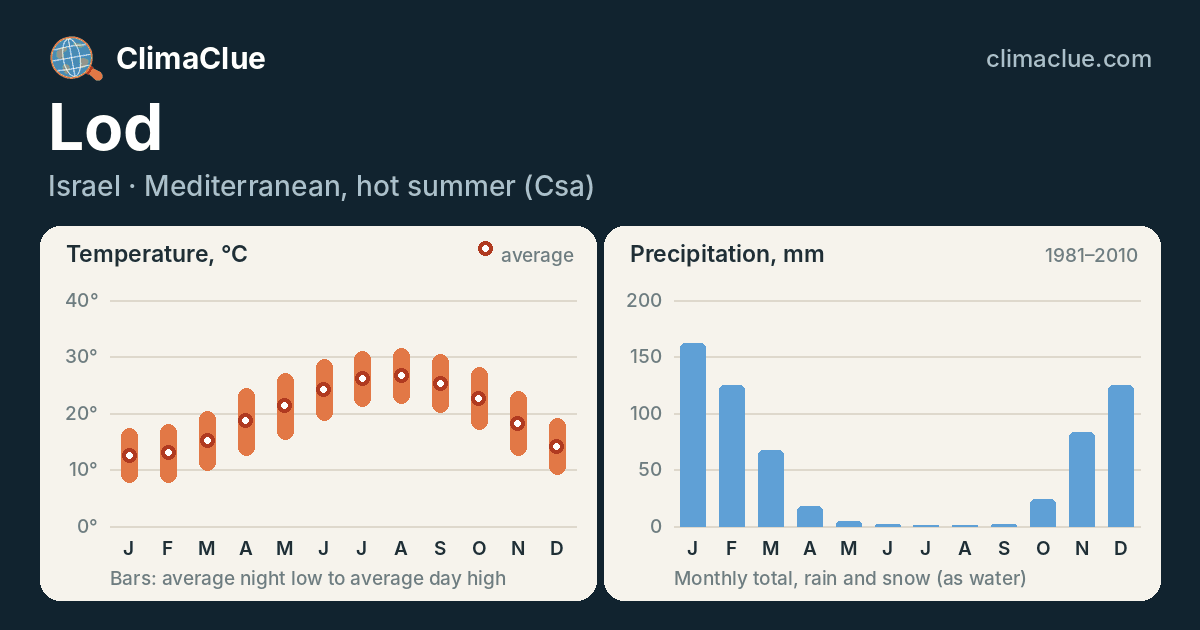 ClimaClue
climaclue.com
Lod
Israel · Mediterranean, hot summer (Csa)
Temperature, °C
average
40°
30°
20°
10°
0°
J F M A M J J A S O N D
Bars: average night low to average day high
Precipitation, mm
1981–2010
200
150
100
50
0
J F M A M J J A S O N D
Monthly total, rain and snow (as water)